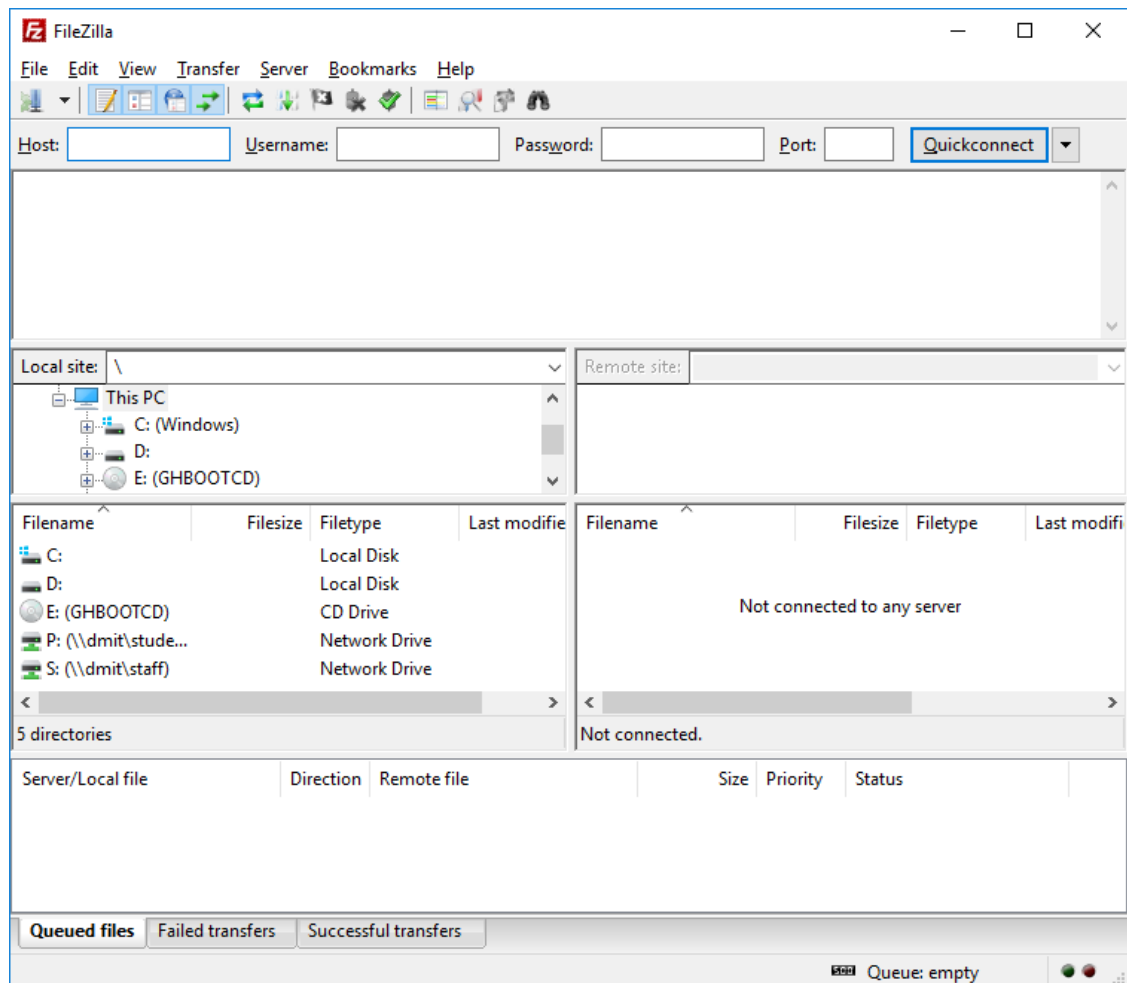 FileZilla
File Edit View Transfer Server Bookmarks Help
Host: Username: Password: Port: Quickconnect
Local site: \
Remote site:
This PC
C: (Windows)
D:
E: (GHBOOTCD)
Filename Filesize Filetype Last modifie
C: Local Disk
D: Local Disk
E: (GHBOOTCD) CD Drive
P: (\\dmit\stude... Network Drive
S: (\\dmit\staff) Network Drive
5 directories
Filename Filesize Filetype Last modifi
Not connected to any server
Not connected.
Server/Local file Direction Remote file Size Priority Status
Queued files Failed transfers Successful transfers
Queue: empty